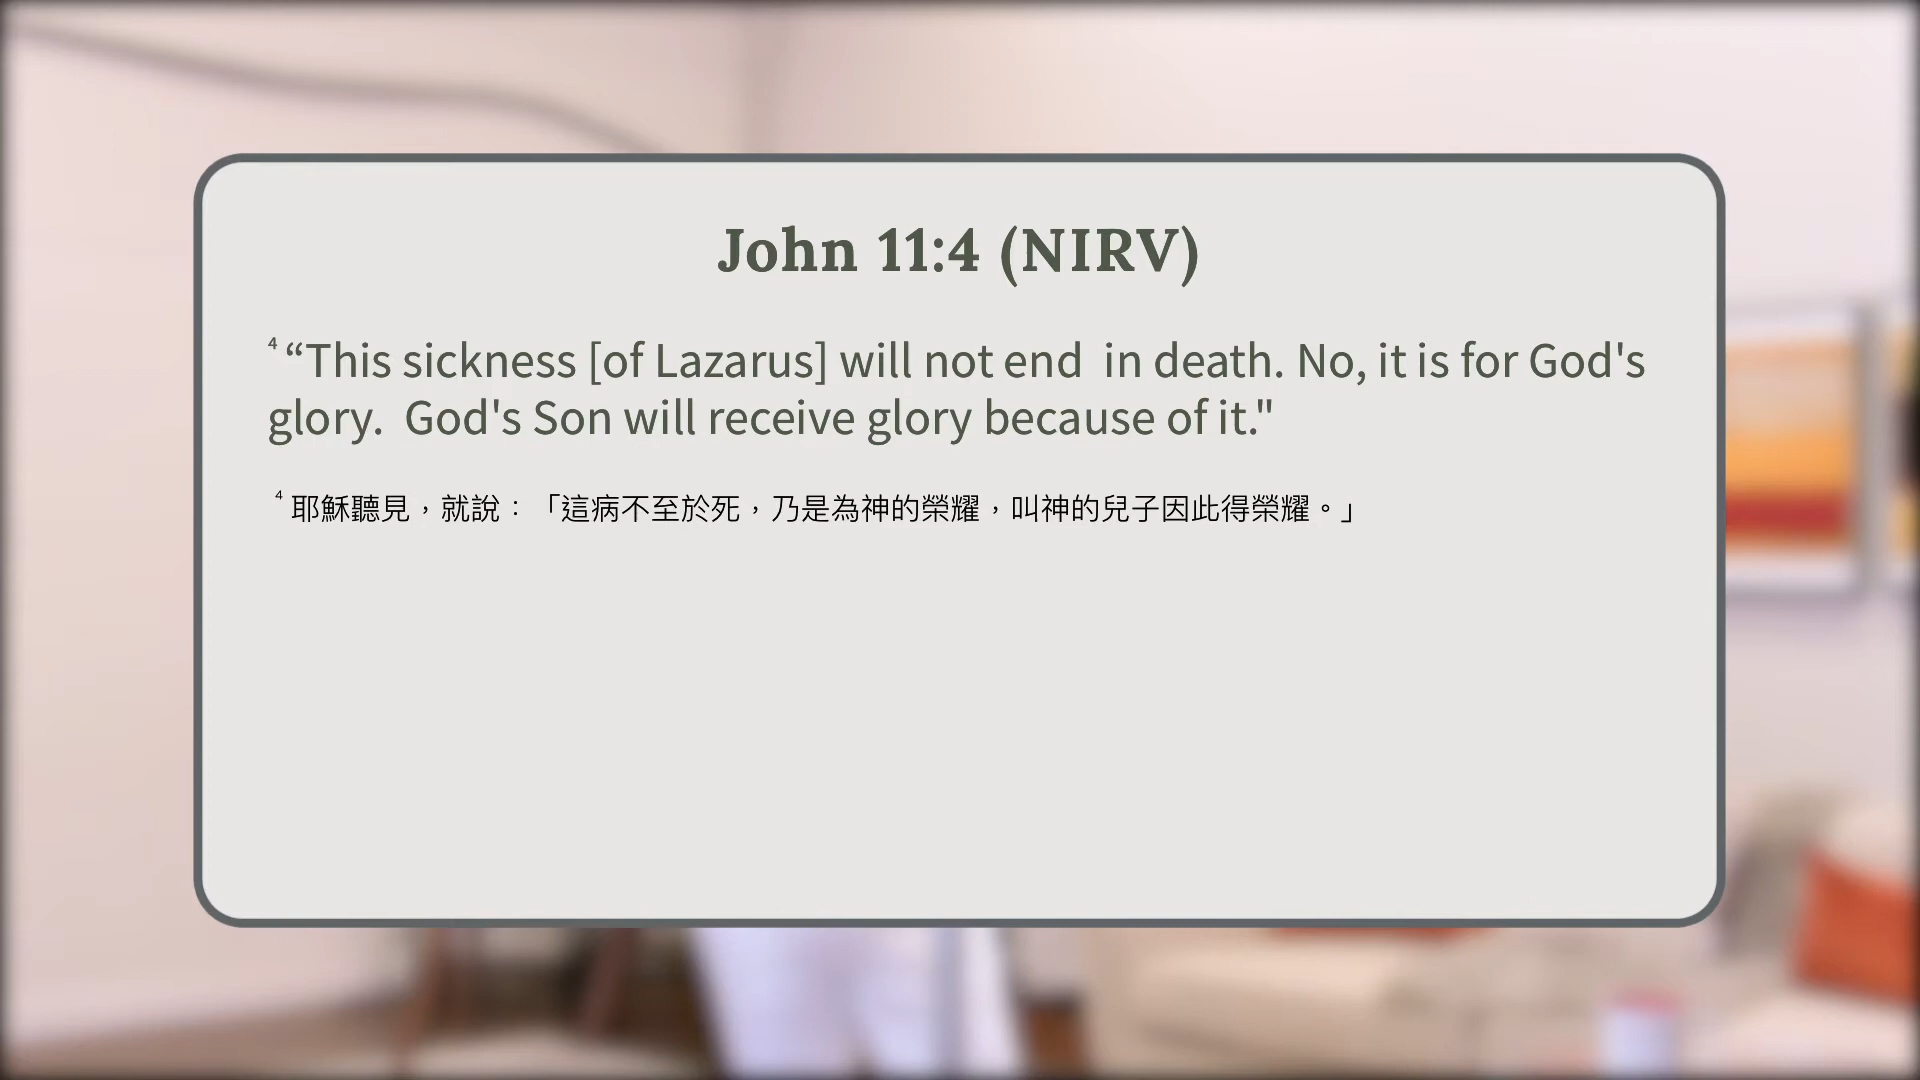 John 11:4 (NIRV)
4 “This sickness [of Lazarus] will not end  in death. No, it is for God's
glory.  God's Son will receive glory because of it."
4 耶穌聽見，就說：「這病不至於死，乃是為神的榮耀，叫神的兒子因此得榮耀。」